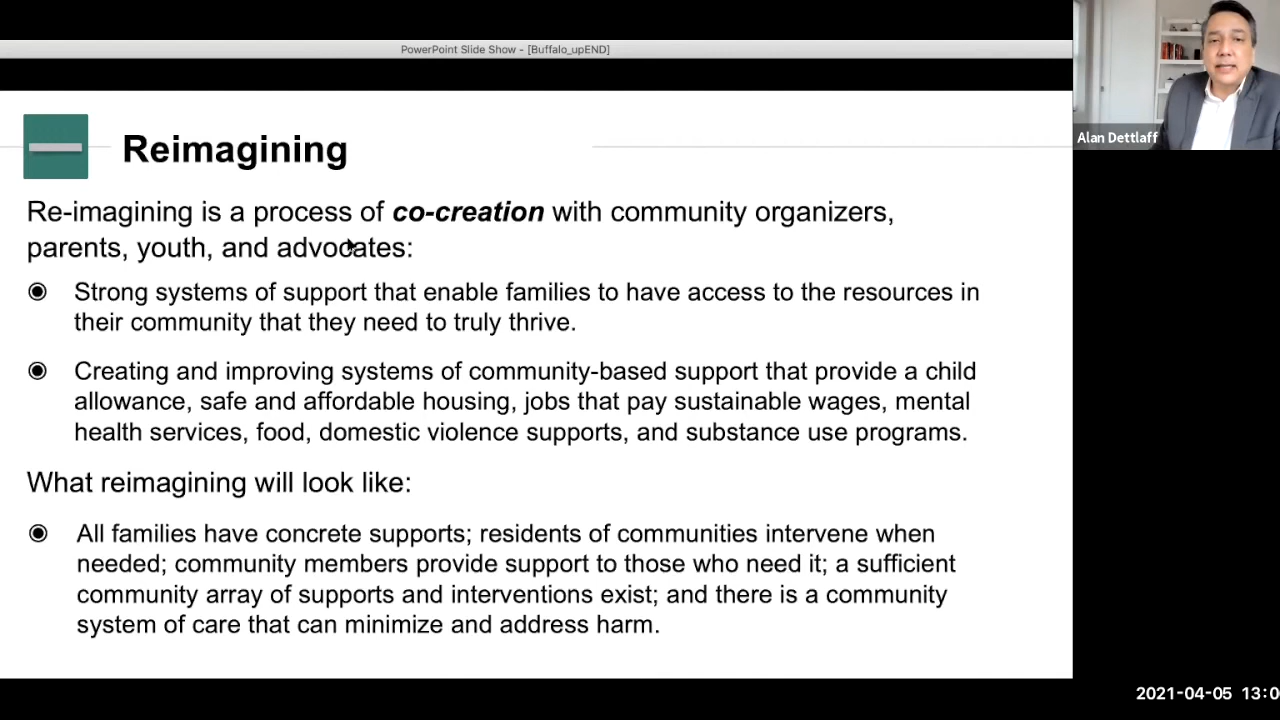 PowerPoint Slide Show - [Buffalo_upEND]
Alan Dettlaff
Reimagining
Re-imagining is a process of co-creation with community organizers,
parents, youth, and advocates:
Strong systems of support that enable families to have access to the resources in
their community that they need to truly thrive.
Creating and improving systems of community-based support that provide a child
allowance, safe and affordable housing, jobs that pay sustainable wages, mental
health services, food, domestic violence supports, and substance use programs.
What reimagining will look like:
All families have concrete supports; residents of communities intervene when
needed; community members provide support to those who need it; a sufficient
community array of supports and interventions exist; and there is a community
system of care that can minimize and address harm.
2021-04-05 13:0